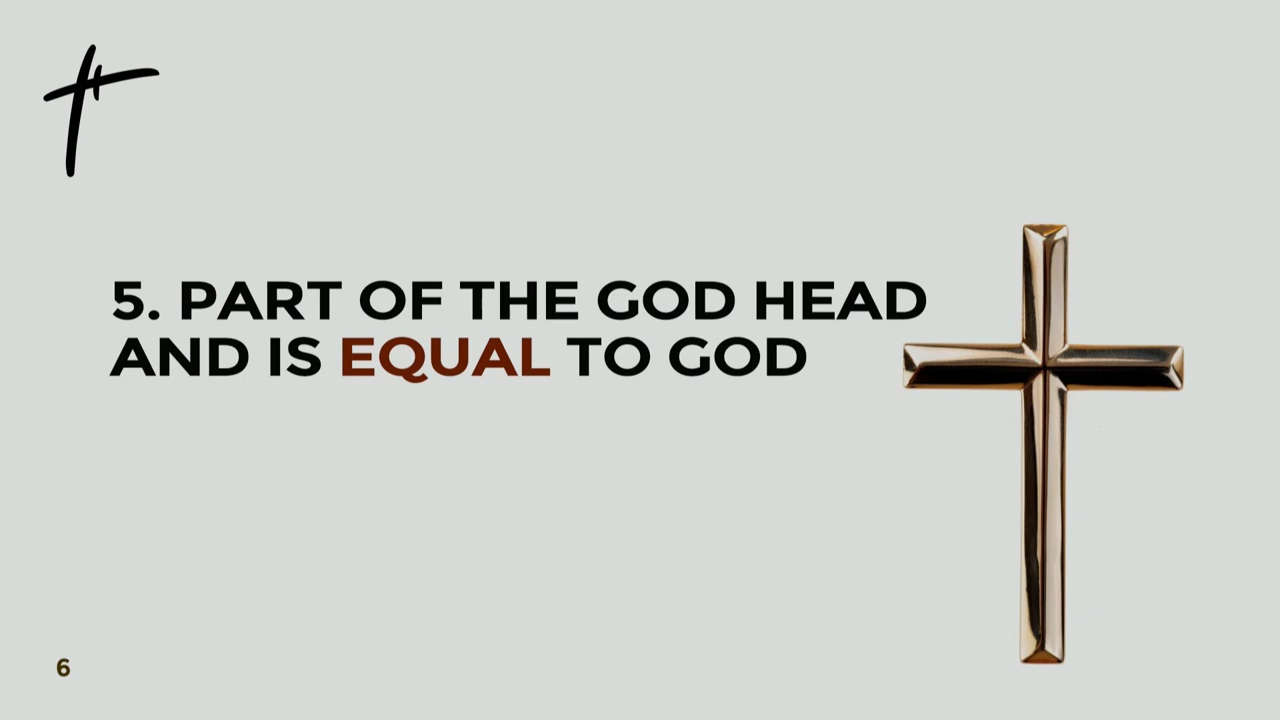 5. PART OF THE GOD HEAD
AND IS EQUAL TO GOD
6